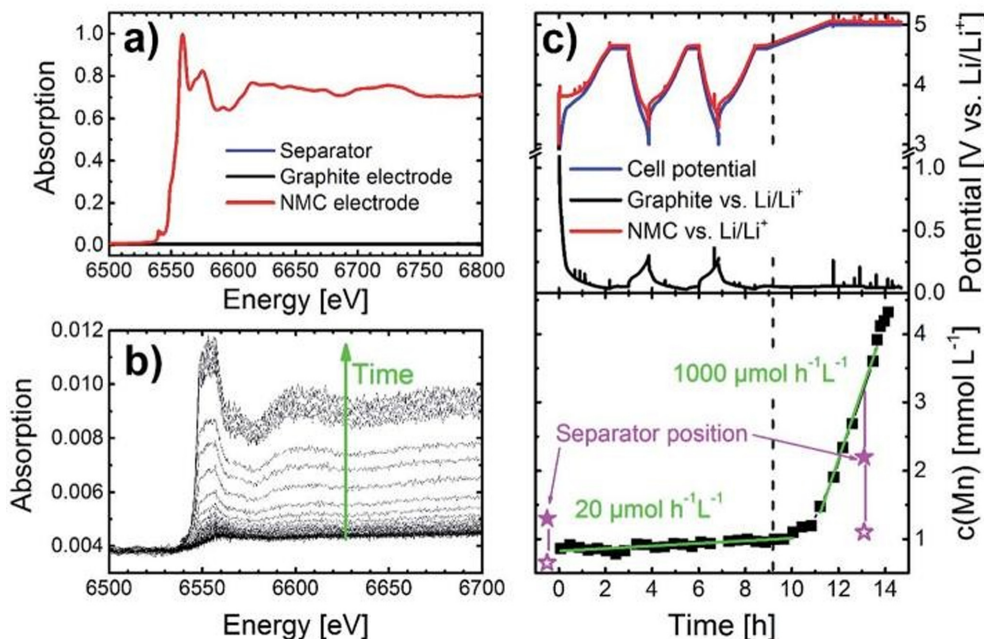 a)
1.0
0.8
0.6
0.4
0.2
0.0
Absorption
Separator
Graphite electrode
NMC electrode
6500 6550 6600 6650 6700 6750 6800
Energy [eV]
b)
0.012
0.010
0.008
0.006
0.004
Absorption
Time
6500 6550 6600 6650 6700
Energy [eV]
c)
5
4
3
1.0
0.5
0.0
Potential [V vs. Li/Li⁺]
Cell potential
Graphite vs. Li/Li⁺
NMC vs. Li/Li⁺
1000 µmol h⁻¹L⁻¹
Separator position
20 µmol h⁻¹L⁻¹
4
3
2
1
0
c(Mn) [mmol L⁻¹]
0 2 4 6 8 10 12 14
Time [h]